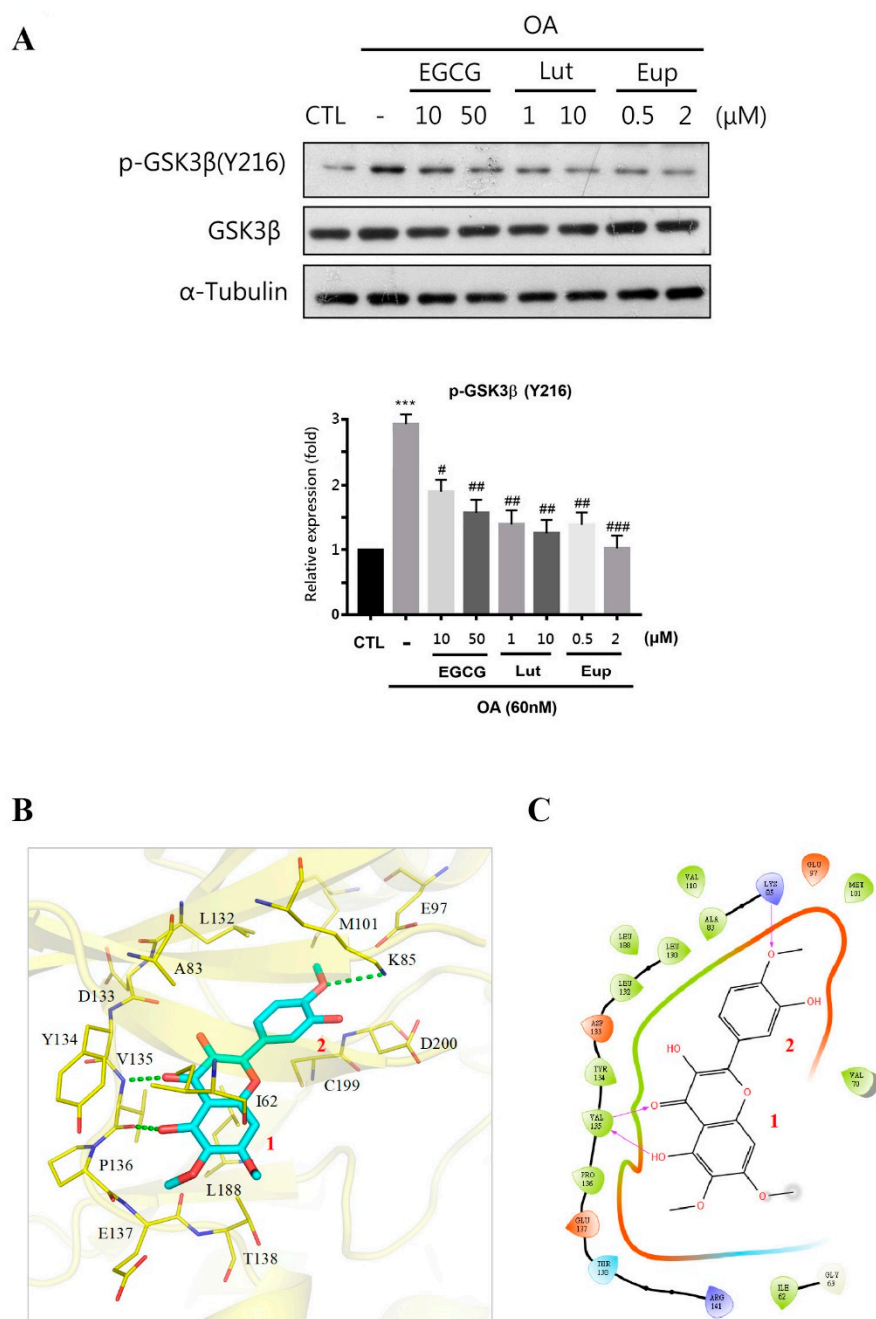 A
OA
EGCG Lut Eup
CTL - 10 50 1 10 0.5 2 (μM)
p-GSK3β(Y216)
GSK3β
α-Tubulin
p-GSK3β (Y216)
Relative expression (fold)
3
2
1
0
***
#
##
##
##
##
###
CTL - 10 50 1 10 0.5 2 (μM)
EGCG Lut Eup
OA (60nM)
B
L132
M101
E97
A83
K85
D133
Y134
V135
2
D200
C199
I62
1
P136
L188
E137
T138
C
GLU 97
LYS 85
MET 101
VAL 110
ALA 83
LEU 188
LEU 130
LEU 132
ASP 133
TYR 134
VAL 135
PRO 136
GLU 137
THR 138
ARG 141
ILE 62
GLY 63
VAL 70
O
OH
2
HO
O
O
1
HO
O
O